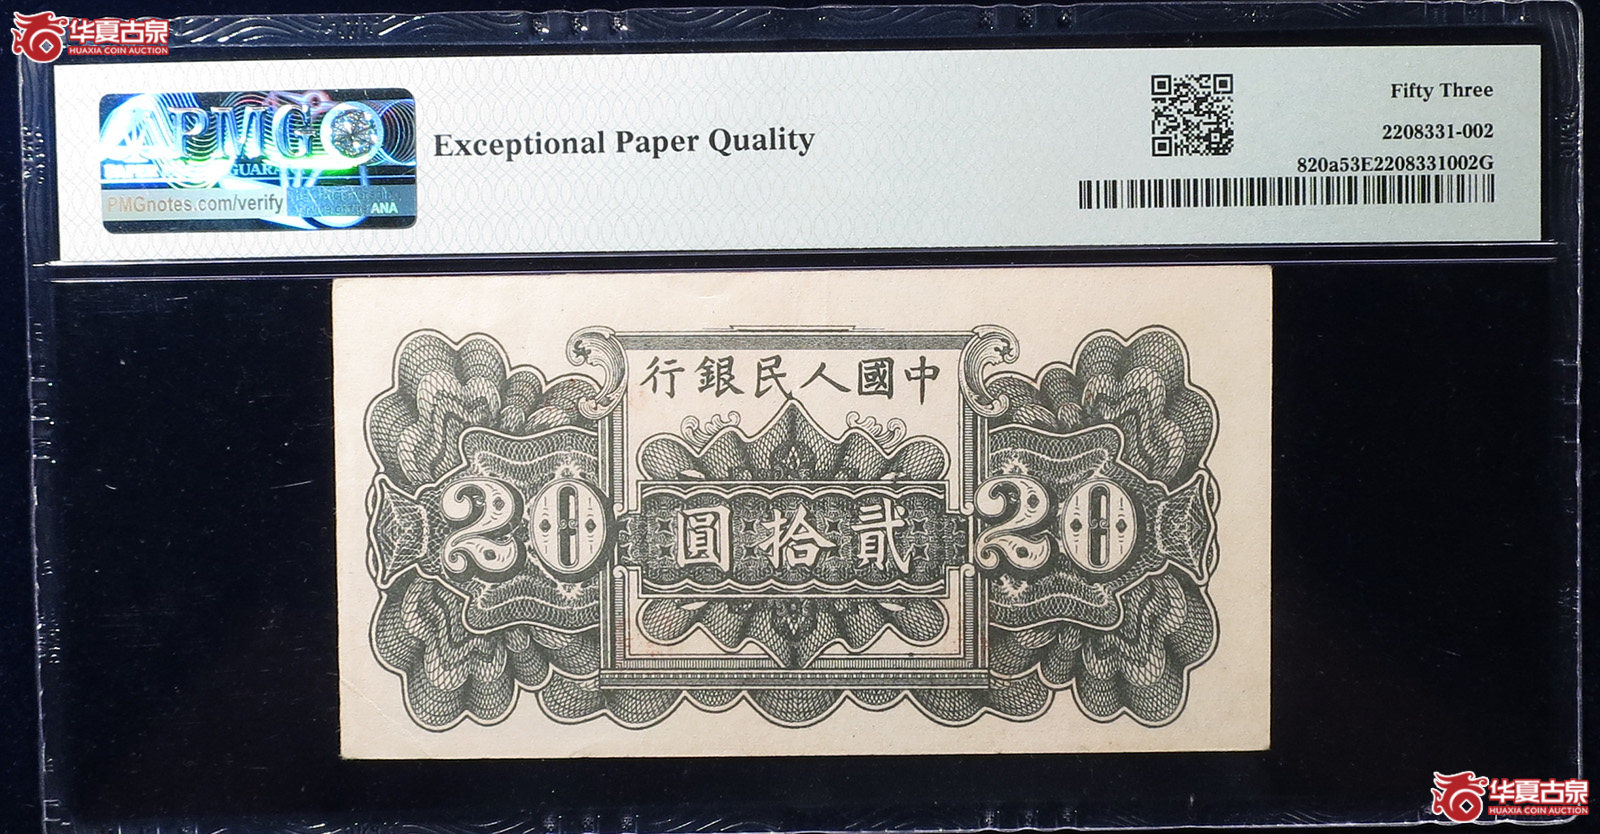 华夏古泉
HUAXIA COIN AUCTION
PMG
PMGnotes.com/verify
ANA
Exceptional Paper Quality
Fifty Three
2208331-002
820a53E2208331002G
行銀民人國中
20
圓拾貳
20
华夏古泉
HUAXIA COIN AUCTION